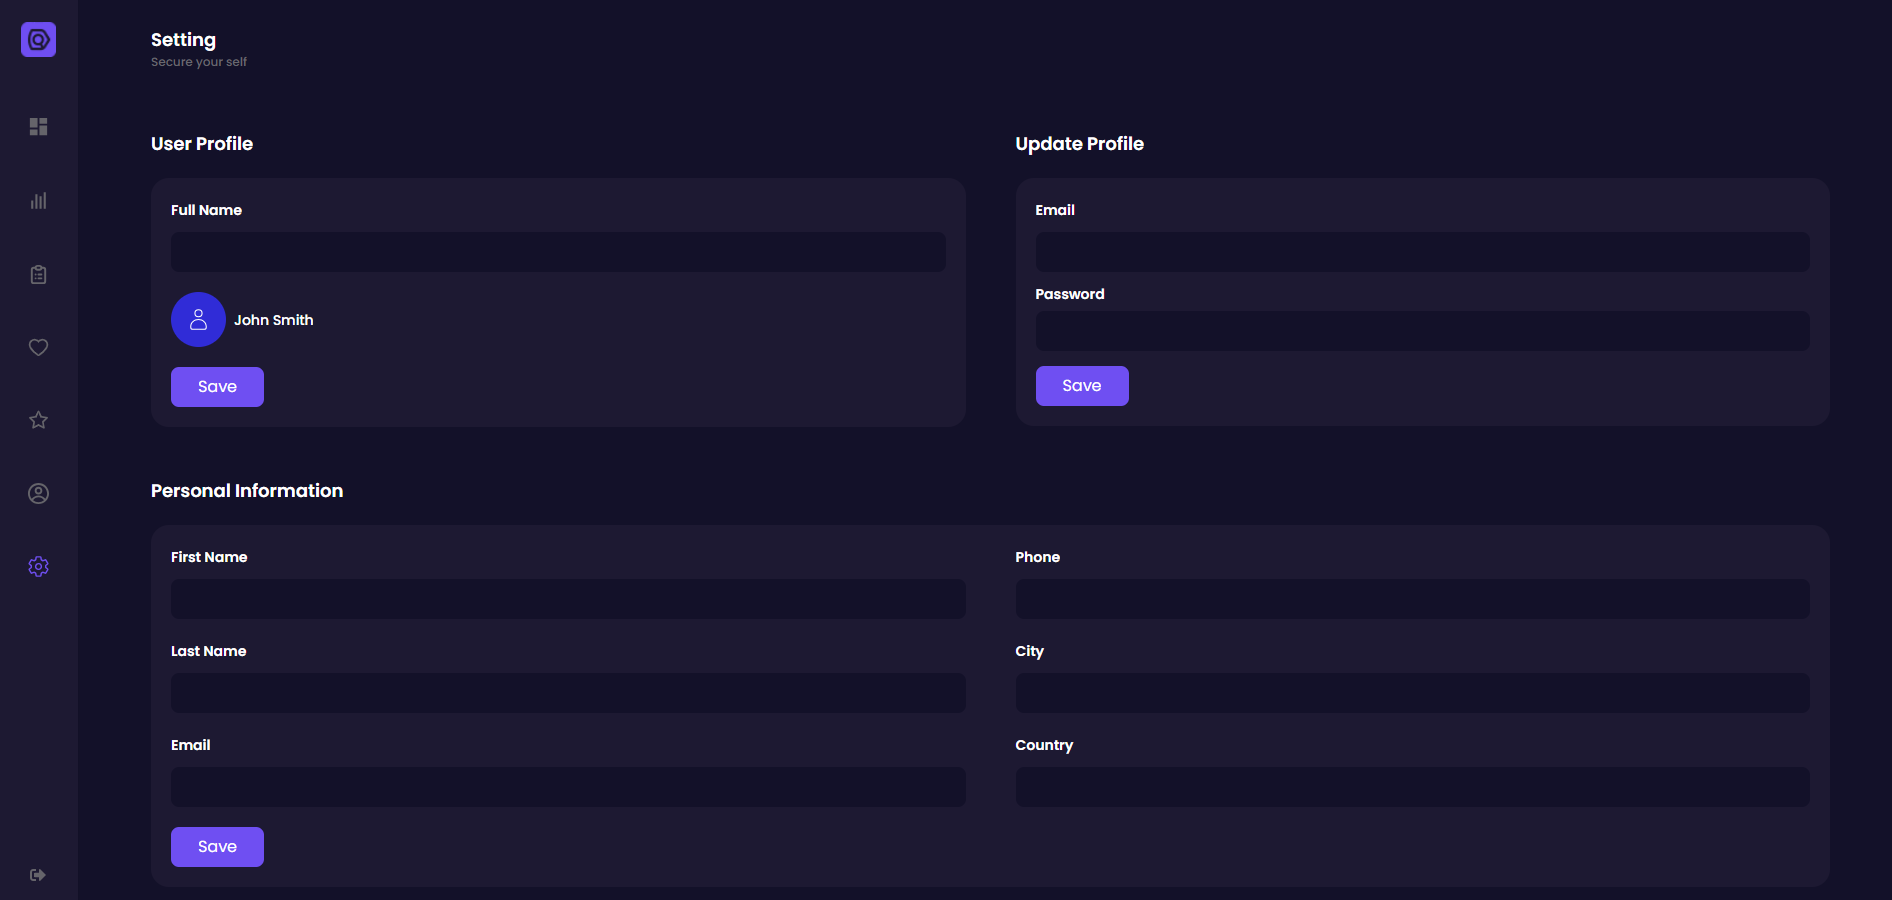 Setting
Secure your self
User Profile
Full Name
John Smith
Save
Update Profile
Email
Password
Save
Personal Information
First Name
Phone
Last Name
City
Email
Country
Save